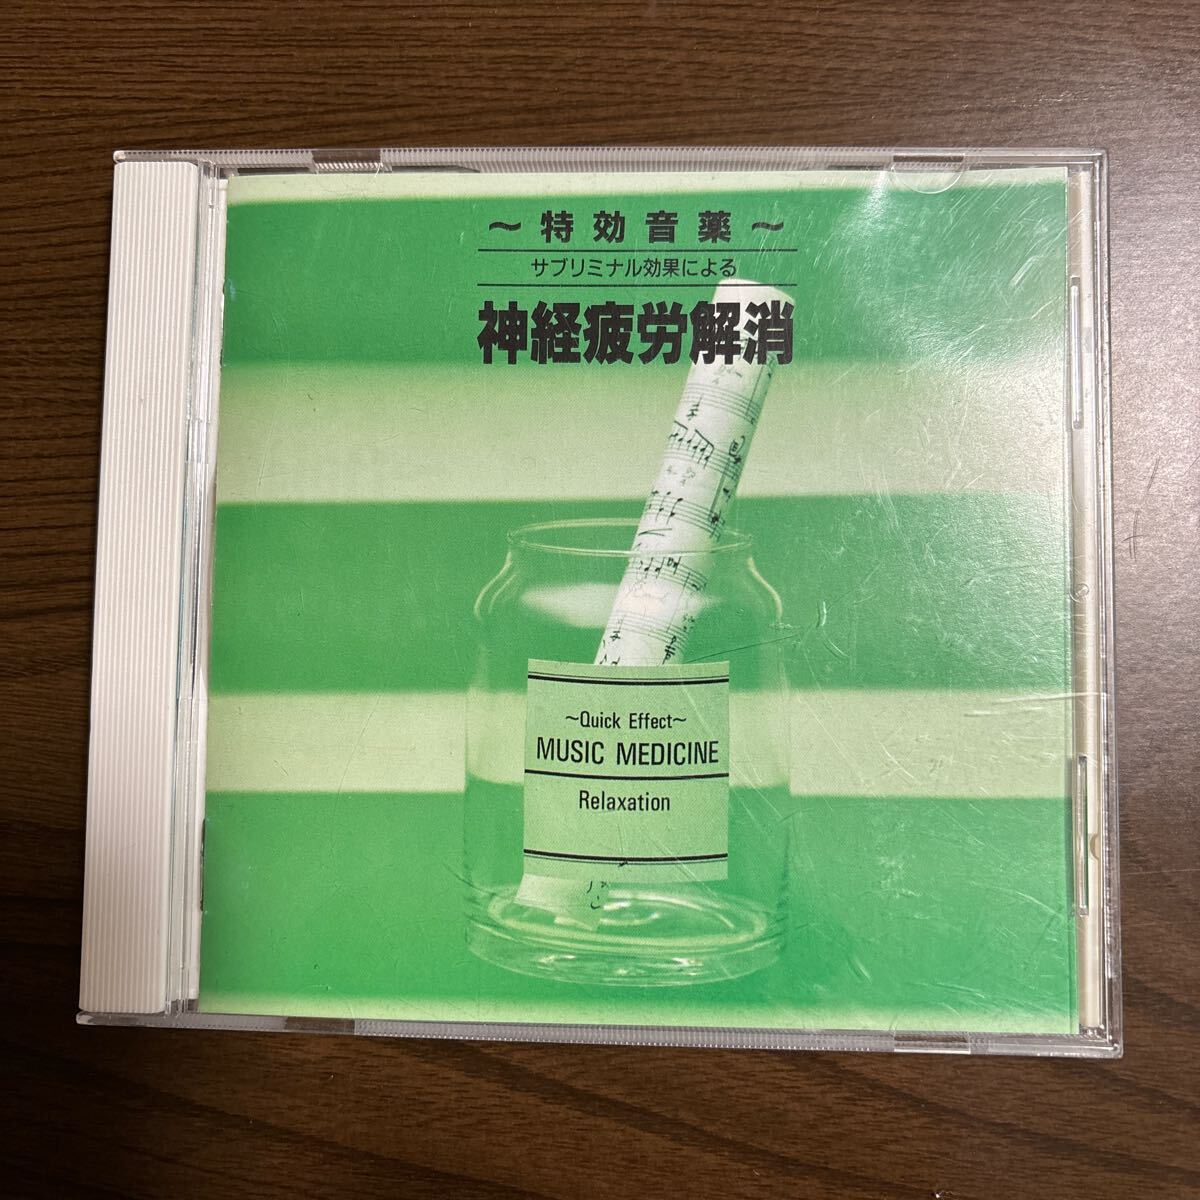 ～特効音薬～
サブリミナル効果による
神経疲労解消
～Quick Effect～
MUSIC MEDICINE
Relaxation